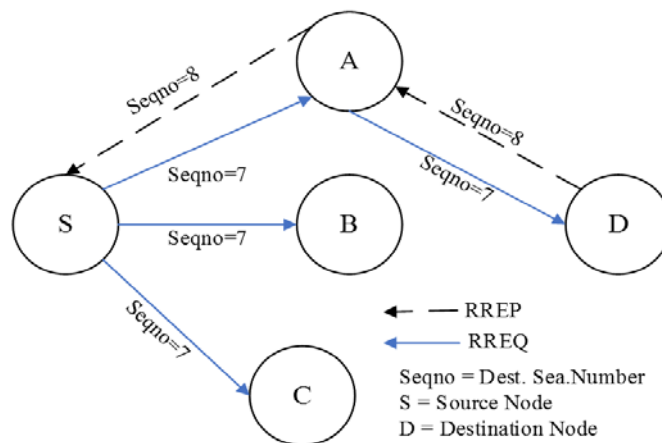 A
Seqno=8
Seqno=8
Seqno=7
Seqno=7
S
B
D
Seqno=7
Seqno=7
C
RREP
RREQ
Seqno = Dest. Sea.Number
S = Source Node
D = Destination Node